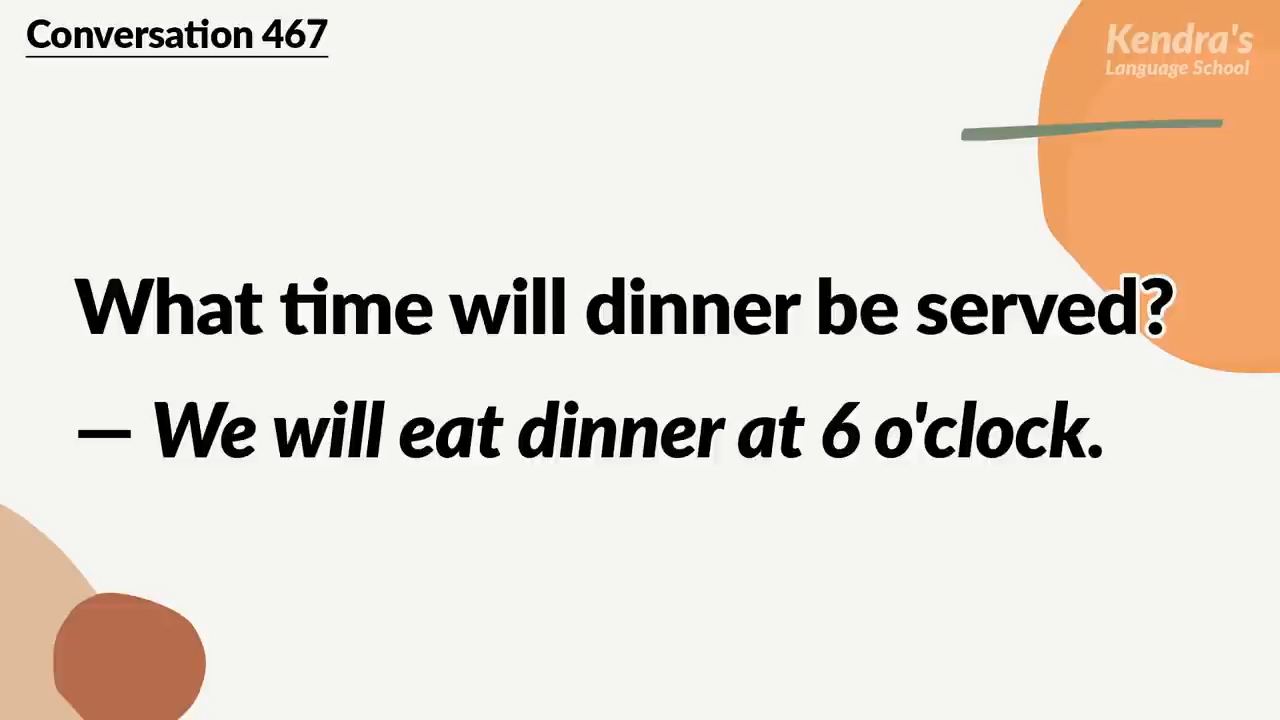 Conversation 467
Kendra's
Language School
What time will dinner be served?
— We will eat dinner at 6 o'clock.